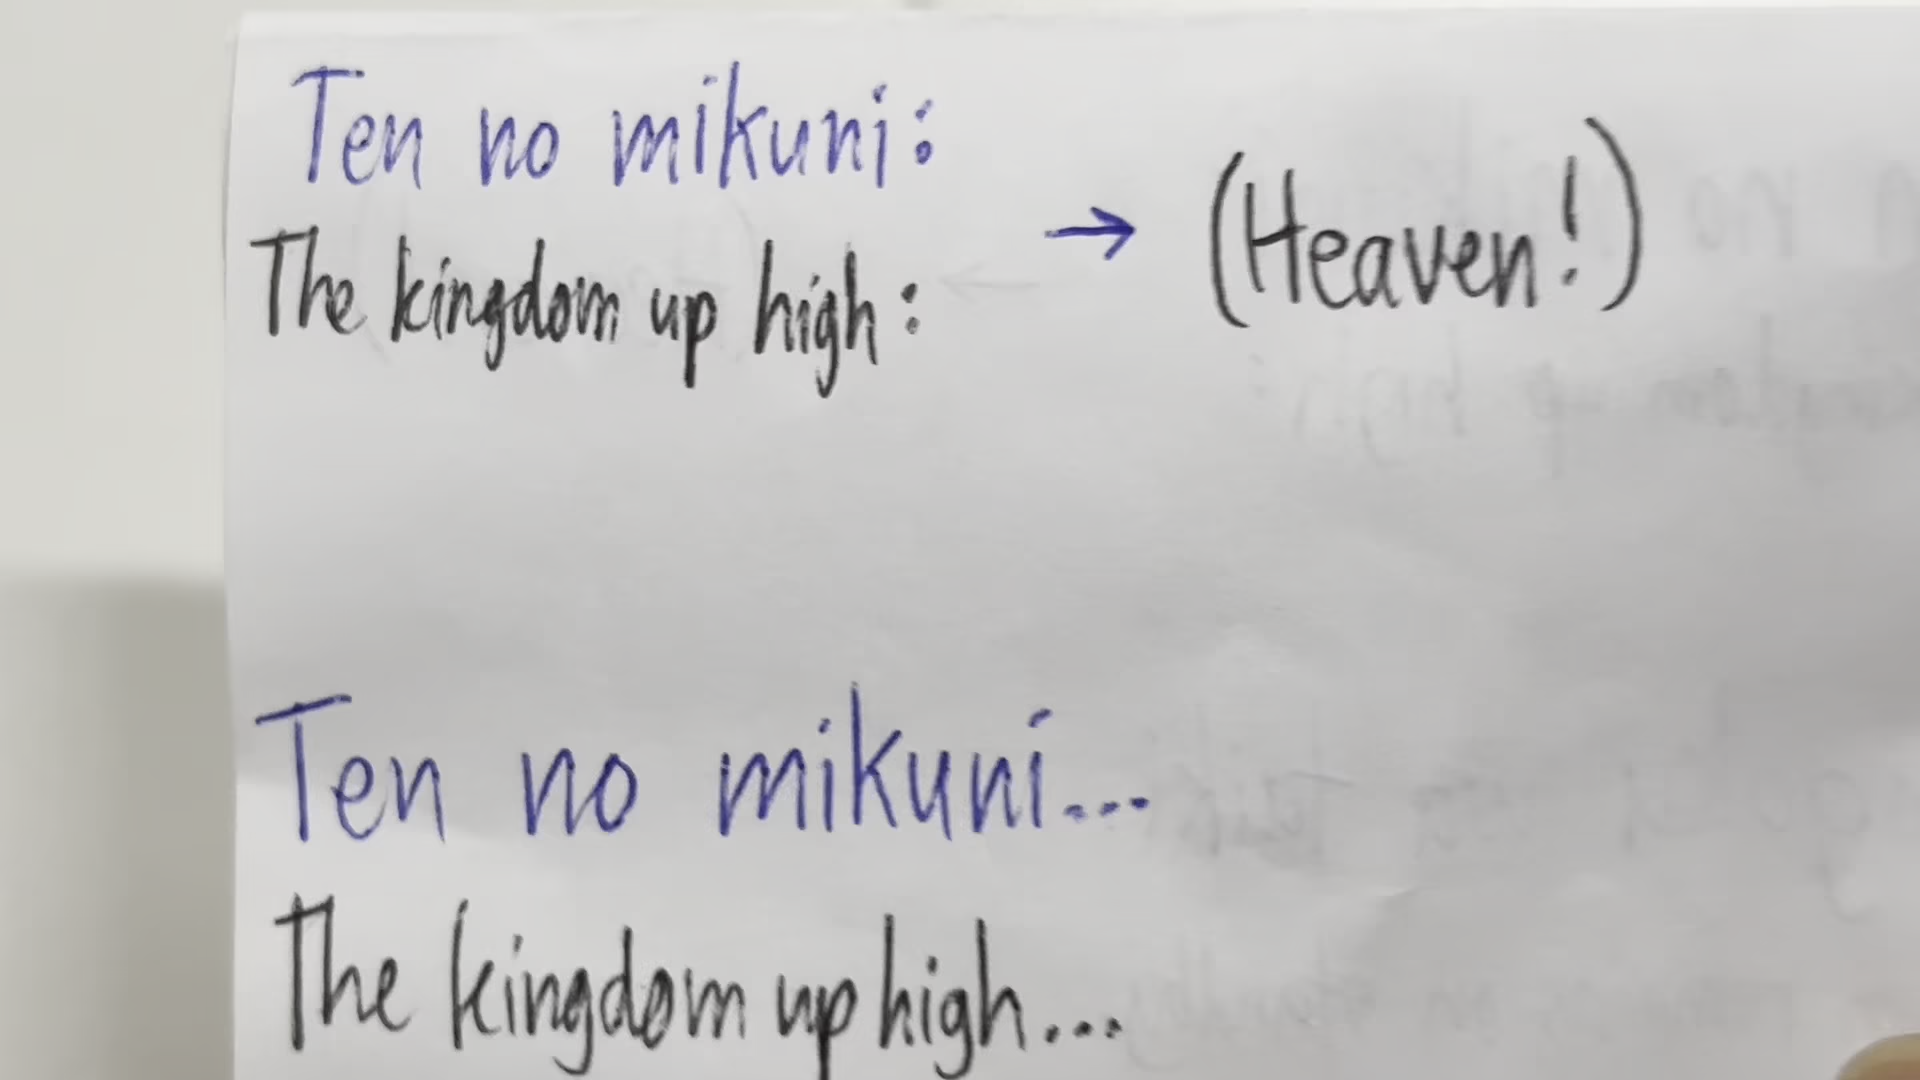 Ten no mikuni:
The kingdom up high:
→ (Heaven!)
Ten no mikuni...
The kingdom up high...